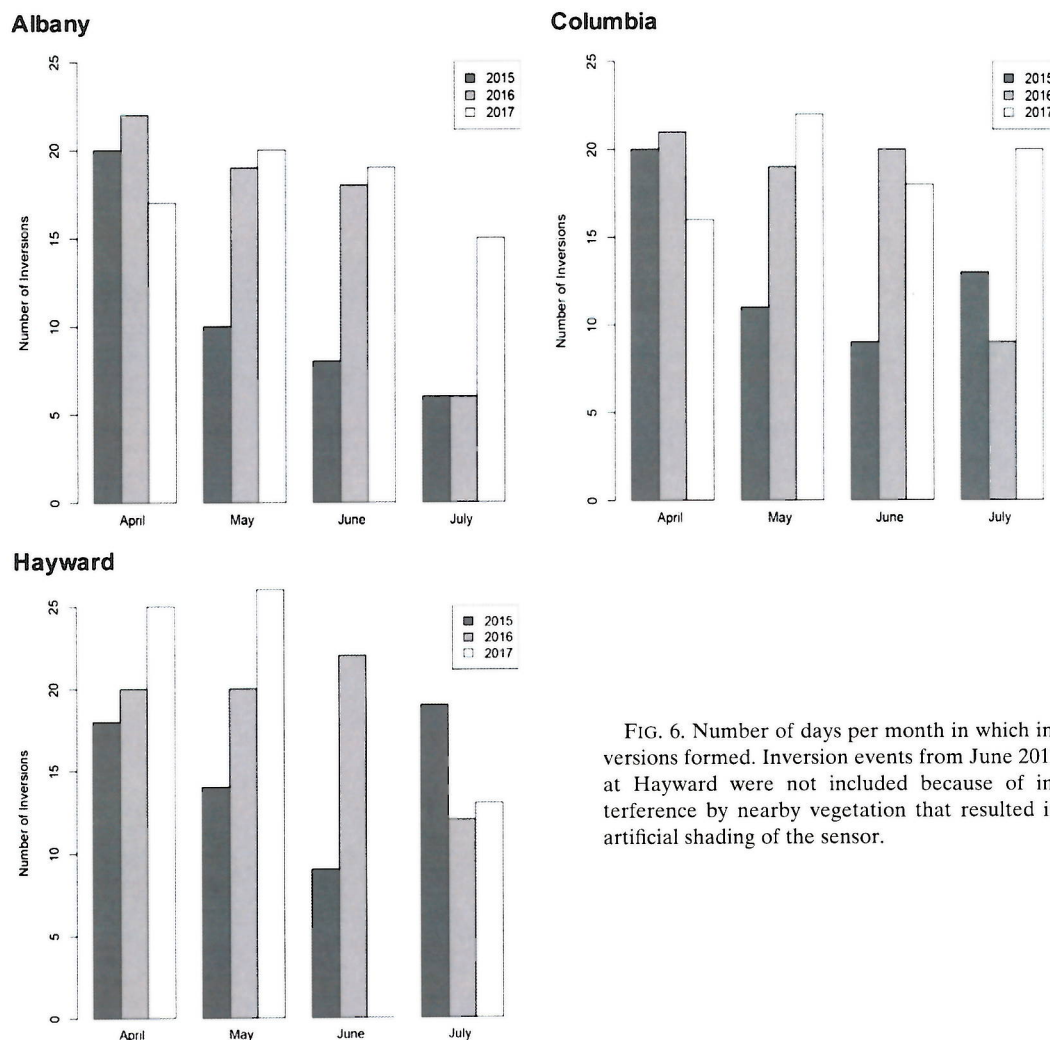 Albany
25
20
15
10
5
0
Number of Inversions
2015
2016
2017
April
May
June
July
Columbia
25
20
15
10
5
0
Number of Inversions
2015
2016
2017
April
May
June
July
Hayward
25
20
15
10
5
0
Number of Inversions
2015
2016
2017
April
May
June
July
FIG. 6. Number of days per month in which in
versions formed. Inversion events from June 201
at Hayward were not included because of in
terference by nearby vegetation that resulted i
artificial shading of the sensor.